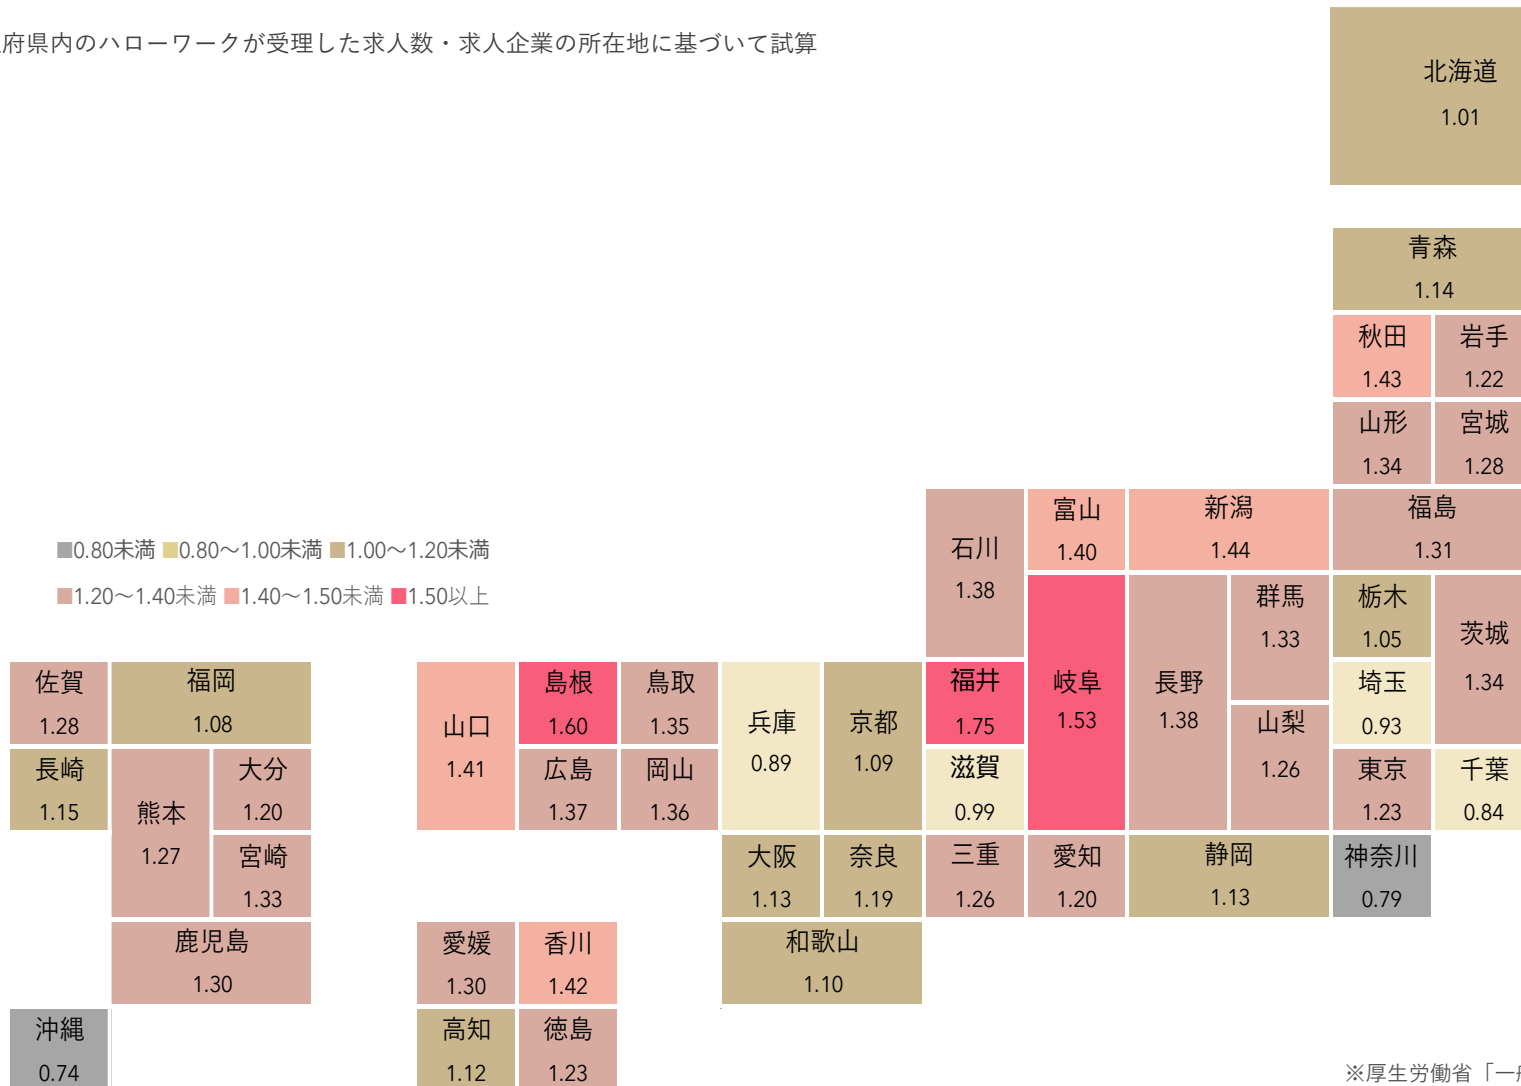 府県内のハローワークが受理した求人数・求人企業の所在地に基づいて試算
北海道
1.01
青森
1.14
秋田 岩手
1.43 1.22
山形 宮城
1.34 1.28
石川 富山 新潟 福島
1.38 1.40 1.44 1.31
■0.80未満 ■0.80～1.00未満 ■1.00～1.20未満
■1.20～1.40未満 ■1.40～1.50未満 ■1.50以上
群馬 栃木 茨城
1.33 1.05 1.34
佐賀 福岡 山口 島根 鳥取 兵庫 京都 福井 岐阜 長野 山梨 埼玉
1.28 1.08 1.41 1.60 1.35 0.89 1.09 1.75 1.53 1.38 1.26 0.93
長崎 熊本 大分 広島 岡山 滋賀 東京 千葉
1.15 1.27 1.20 1.37 1.36 0.99 1.23 0.84
宮崎 大阪 奈良 三重 愛知 静岡 神奈川
1.33 1.13 1.19 1.26 1.20 1.13 0.79
鹿児島 愛媛 香川 和歌山
1.30 1.30 1.42 1.10
沖縄 高知 徳島
0.74 1.12 1.23
※厚生労働省「一